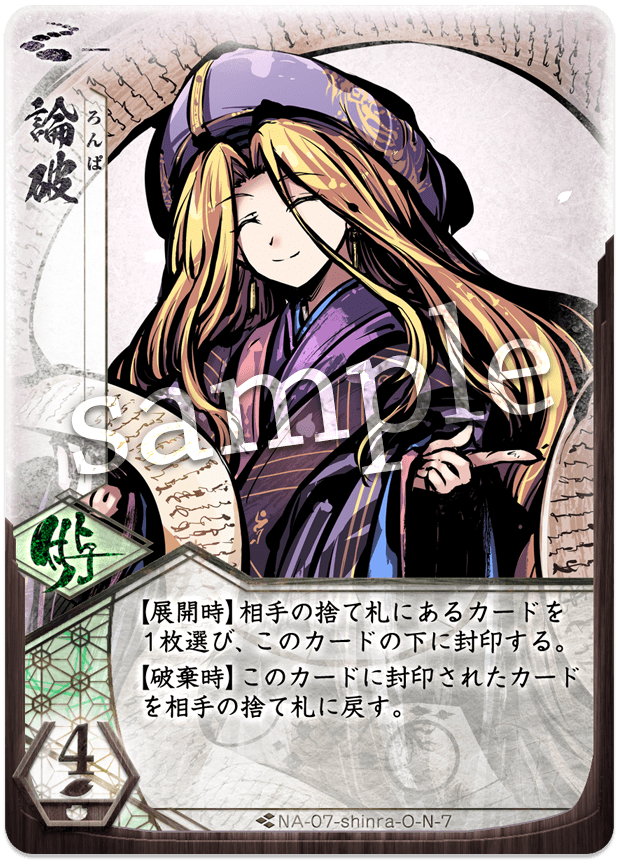 論破
ろんぱ
sample
付与
【展開時】相手の捨て札にあるカードを
1枚選び、このカードの下に封印する。
【破棄時】このカードに封印されたカード
を相手の捨て札に戻す。
4
NA-07-shinra-O-N-7